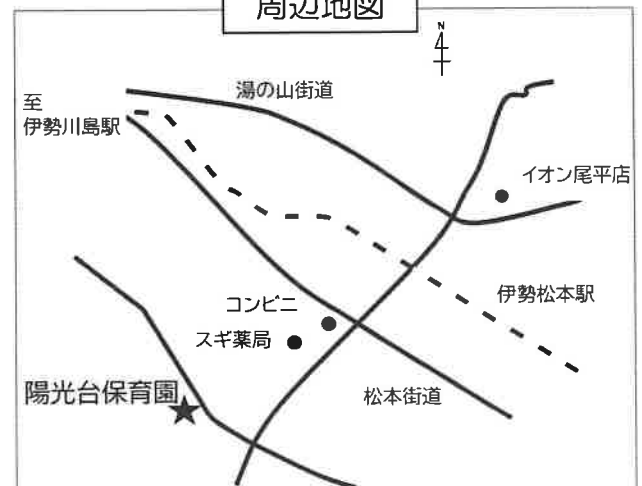 周辺地図
N
湯の山街道
至
伊勢川島駅
イオン尾平店
伊勢松本駅
コンビニ
スギ薬局
松本街道
陽光台保育園